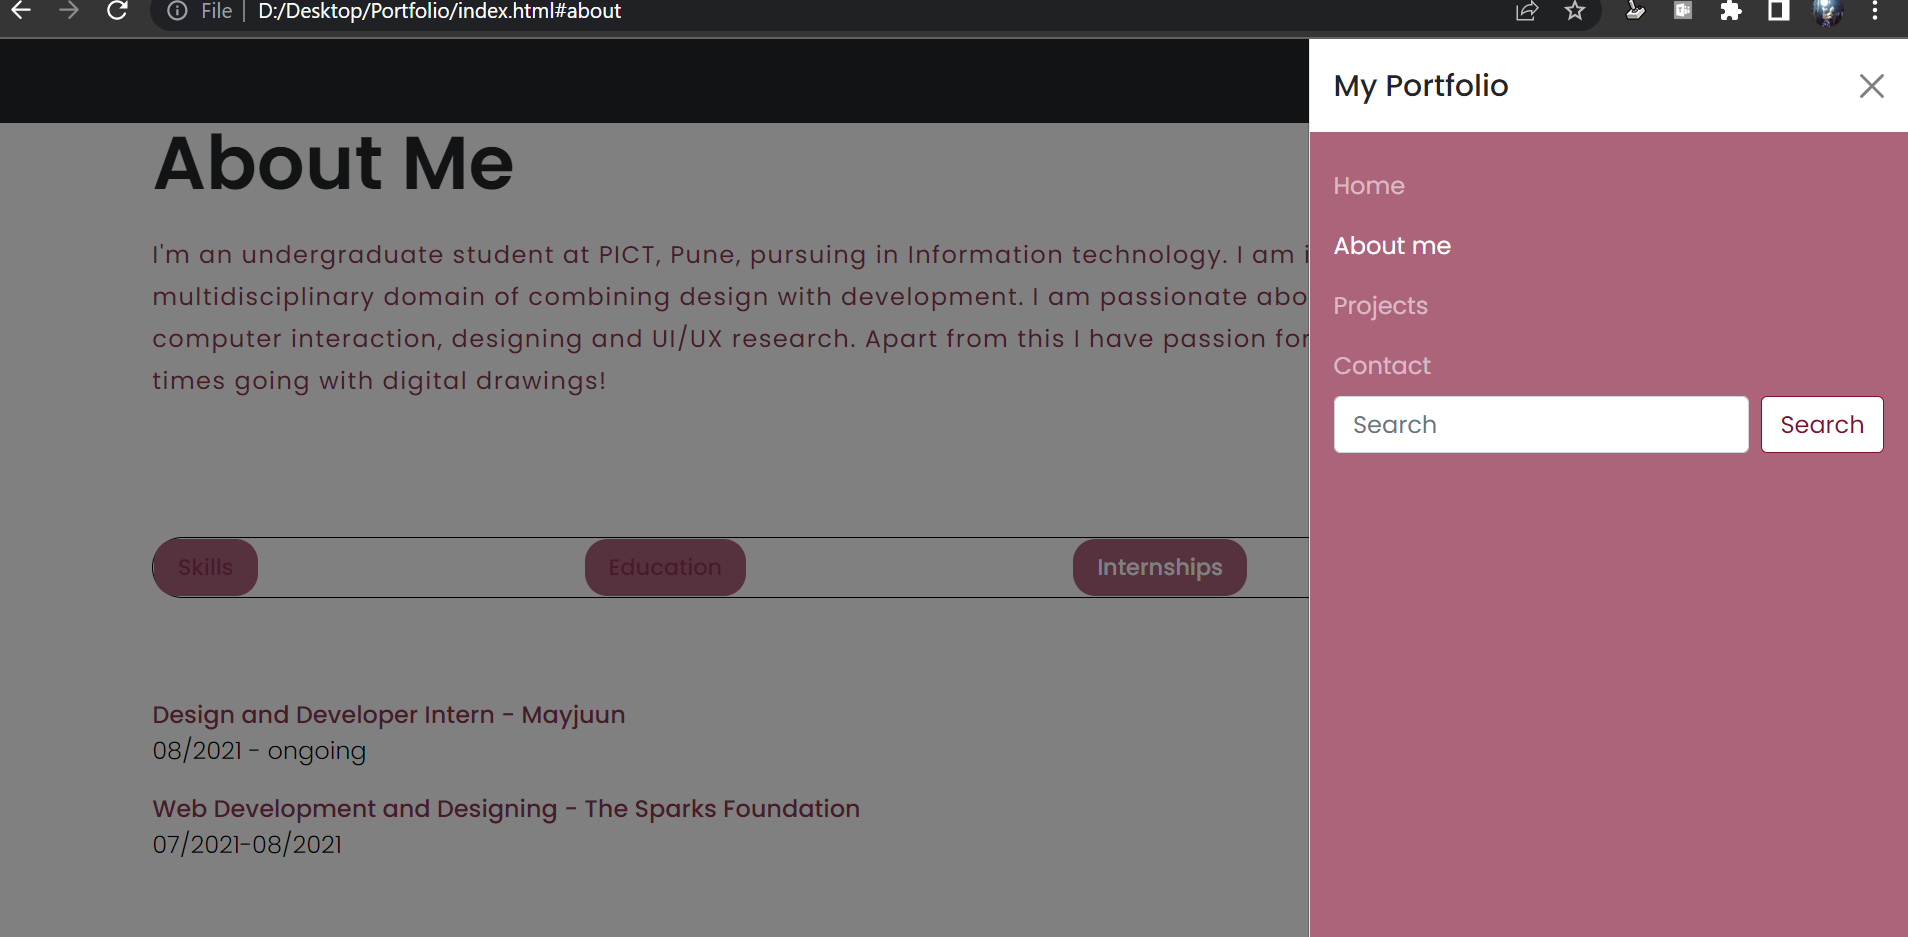 File | D:/Desktop/Portfolio/index.html#about
My Portfolio
Home
About me
Projects
Contact
Search Search
About Me
I'm an undergraduate student at PICT, Pune, pursuing in Information technology. I am i
multidisciplinary domain of combining design with development. I am passionate abo
computer interaction, designing and UI/UX research. Apart from this I have passion for
times going with digital drawings!
Skills Education Internships
Design and Developer Intern - Mayjuun
08/2021 - ongoing
Web Development and Designing - The Sparks Foundation
07/2021-08/2021